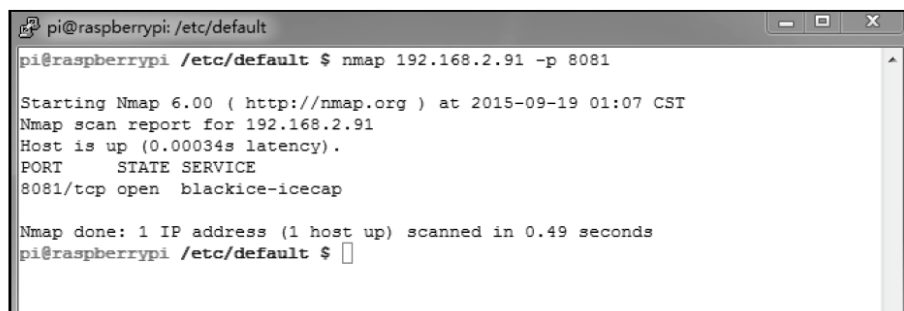 pi@raspberrypi: /etc/default
pi@raspberrypi /etc/default $ nmap 192.168.2.91 -p 8081
Starting Nmap 6.00 ( http://nmap.org ) at 2015-09-19 01:07 CST
Nmap scan report for 192.168.2.91
Host is up (0.00034s latency).
PORT     STATE SERVICE
8081/tcp open  blackice-icecap
Nmap done: 1 IP address (1 host up) scanned in 0.49 seconds
pi@raspberrypi /etc/default $